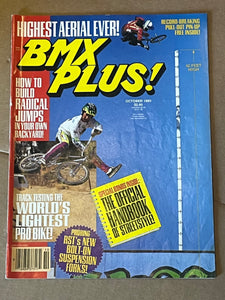 HIGHEST AERIAL EVER!
RECORD-BREAKING
PULL-OUT PIN-UP
FREE INSIDE!
BMX
PLUS!
OCTOBER 1991
HOW TO
BUILD
RADICAL
JUMPS
IN YOUR OWN
BACKYARD!
SPECIAL BONUS INSIDE:
THE OFFICIAL
HANDBOOK
OF STREETSTYLE!
TRACK TESTING THE
WORLD'S
LIGHTEST
PRO BIKE!
PROVING
RST'S NEW
BOLT-ON
SUSPENSION
FORKS!